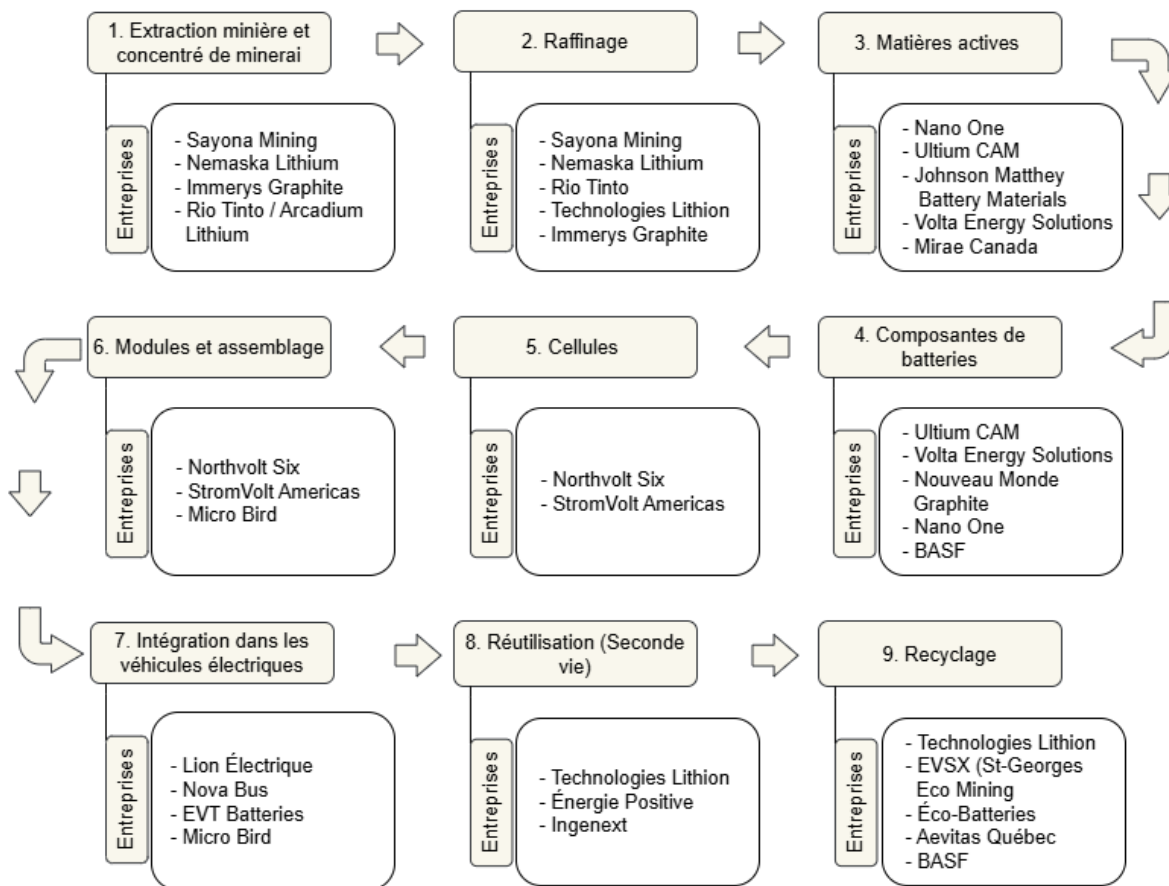 1. Extraction minière et
concentré de minerai
Entreprises
- Sayona Mining
- Nemaska Lithium
- Immerys Graphite
- Rio Tinto / Arcadium
Lithium
2. Raffinage
Entreprises
- Sayona Mining
- Nemaska Lithium
- Rio Tinto
- Technologies Lithion
- Immerys Graphite
3. Matières actives
Entreprises
- Nano One
- Ultium CAM
- Johnson Matthey
Battery Materials
- Volta Energy Solutions
- Mirae Canada
4. Composantes de
batteries
Entreprises
- Ultium CAM
- Volta Energy Solutions
- Nouveau Monde
Graphite
- Nano One
- BASF
5. Cellules
Entreprises
- Northvolt Six
- StromVolt Americas
6. Modules et assemblage
Entreprises
- Northvolt Six
- StromVolt Americas
- Micro Bird
7. Intégration dans les
véhicules électriques
Entreprises
- Lion Électrique
- Nova Bus
- EVT Batteries
- Micro Bird
8. Réutilisation (Seconde
vie)
Entreprises
- Technologies Lithion
- Énergie Positive
- Ingenext
9. Recyclage
Entreprises
- Technologies Lithion
- EVSX (St-Georges
Eco Mining
- Éco-Batteries
- Aevitas Québec
- BASF